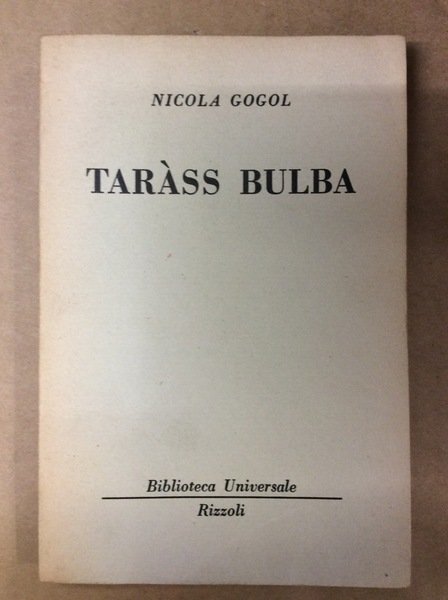 NICOLA GOGOL
TARÀSS BULBA
Biblioteca Universale
Rizzoli